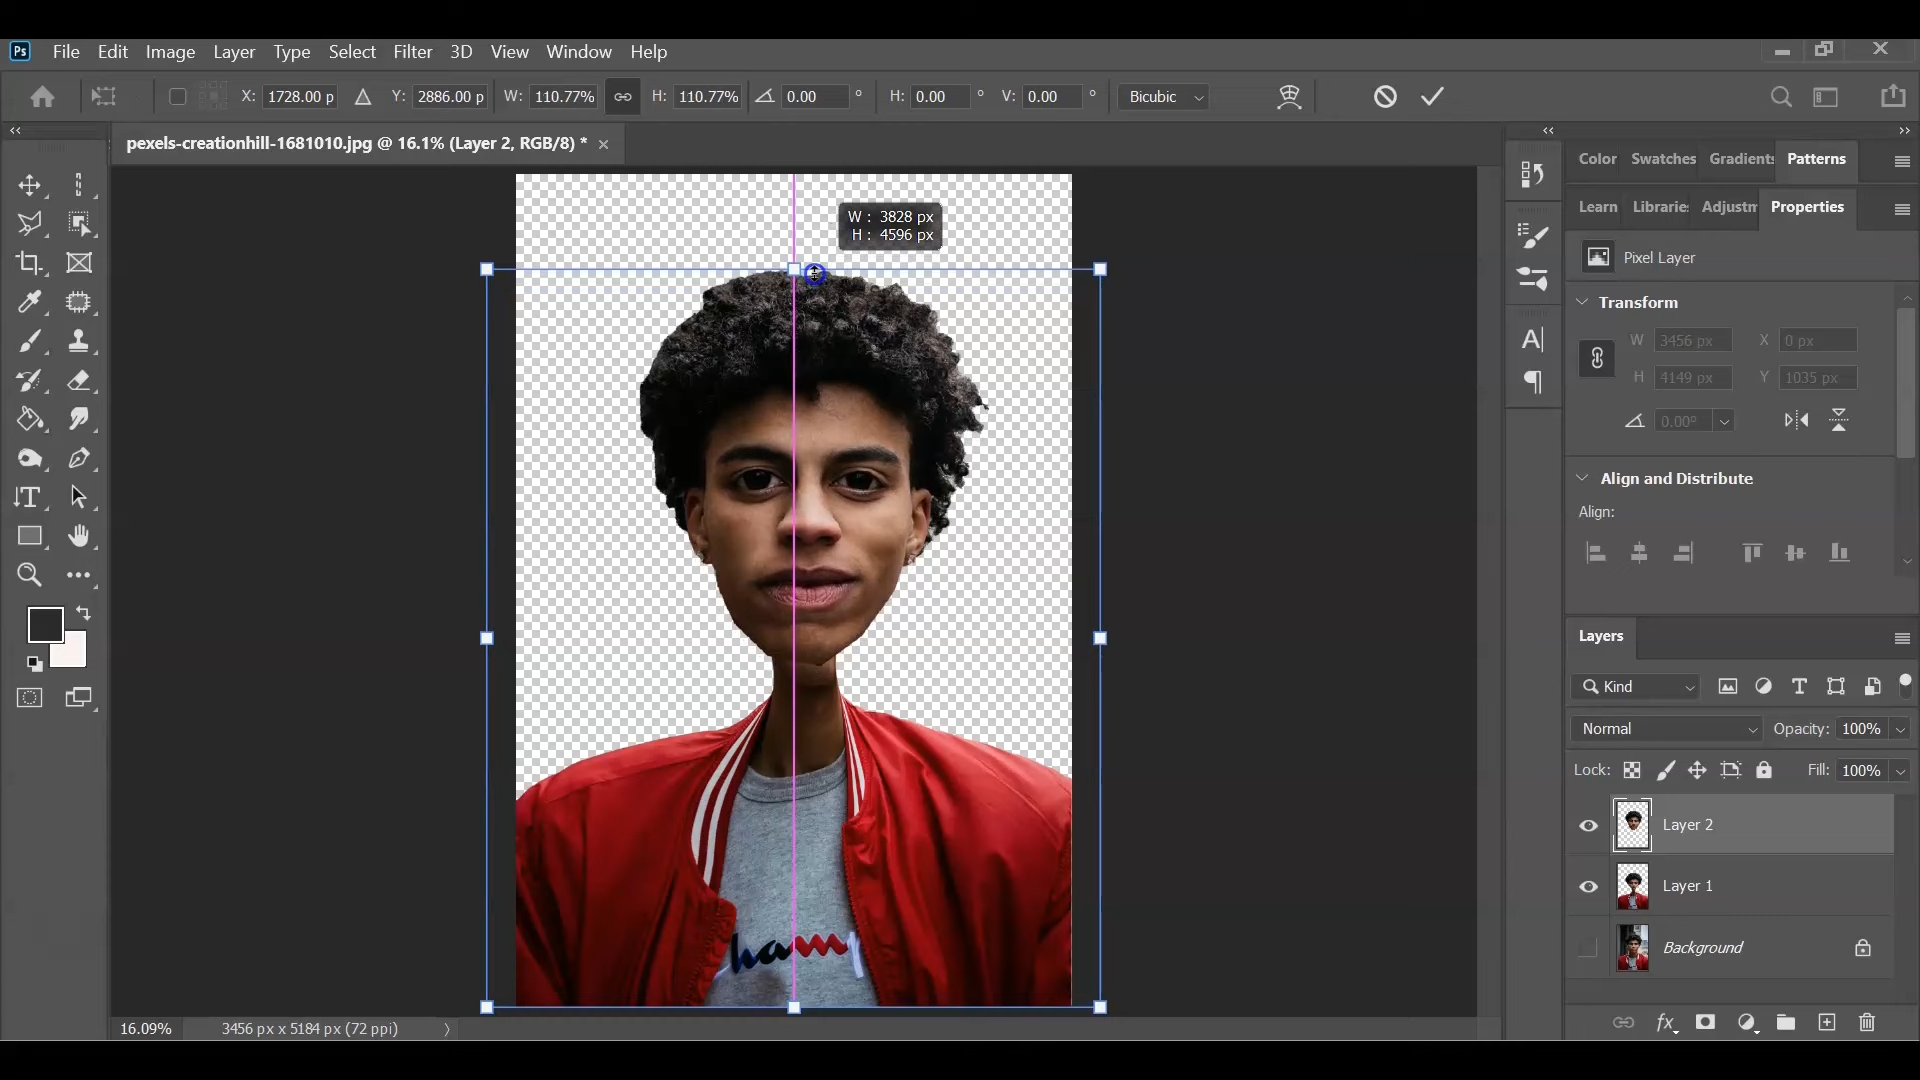 Ps File Edit Image Layer Type Select Filter 3D View Window Help
X: 1728.00 p Y: 2886.00 p W: 110.77% H: 110.77% 0.00 ° H: 0.00 ° V: 0.00 ° Bicubic
pexels-creationhill-1681010.jpg @ 16.1% (Layer 2, RGB/8) * ×
Color Swatches Gradients Patterns
Learn Libraries Adjustm Properties
W : 3828 px
H : 4596 px
Pixel Layer
Transform
W 3456 px X 0 px
H 4149 px Y 1035 px
0.00°
Align and Distribute
Align:
Layers
Kind
Normal Opacity: 100%
Lock: Fill: 100%
Layer 2
Layer 1
Background
Champ
16.09% 3456 px x 5184 px (72 ppi)